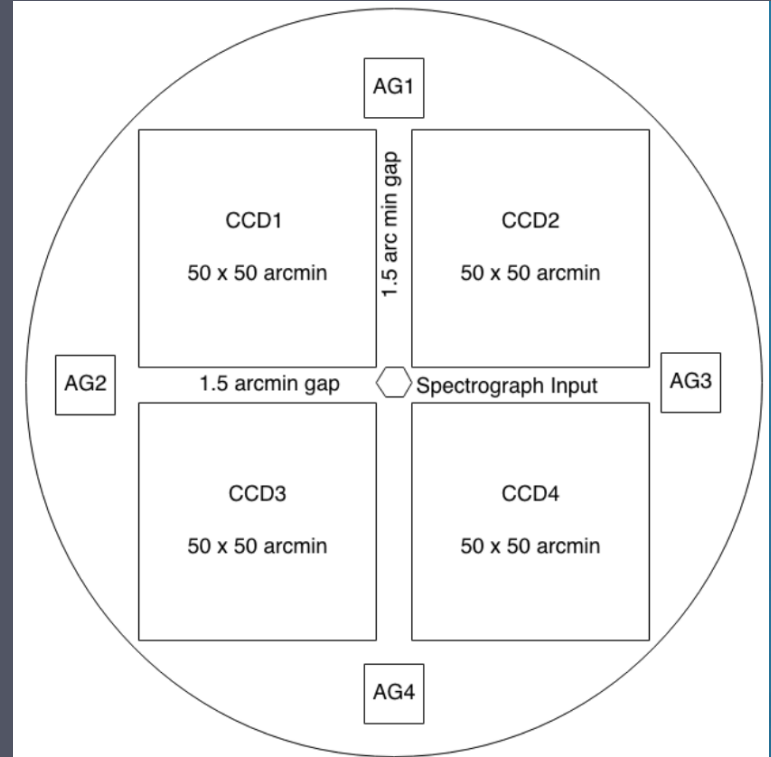 AG1
CCD1
50 x 50 arcmin
1.5 arc min gap
CCD2
50 x 50 arcmin
AG2
1.5 arcmin gap
Spectrograph Input
AG3
CCD3
50 x 50 arcmin
CCD4
50 x 50 arcmin
AG4